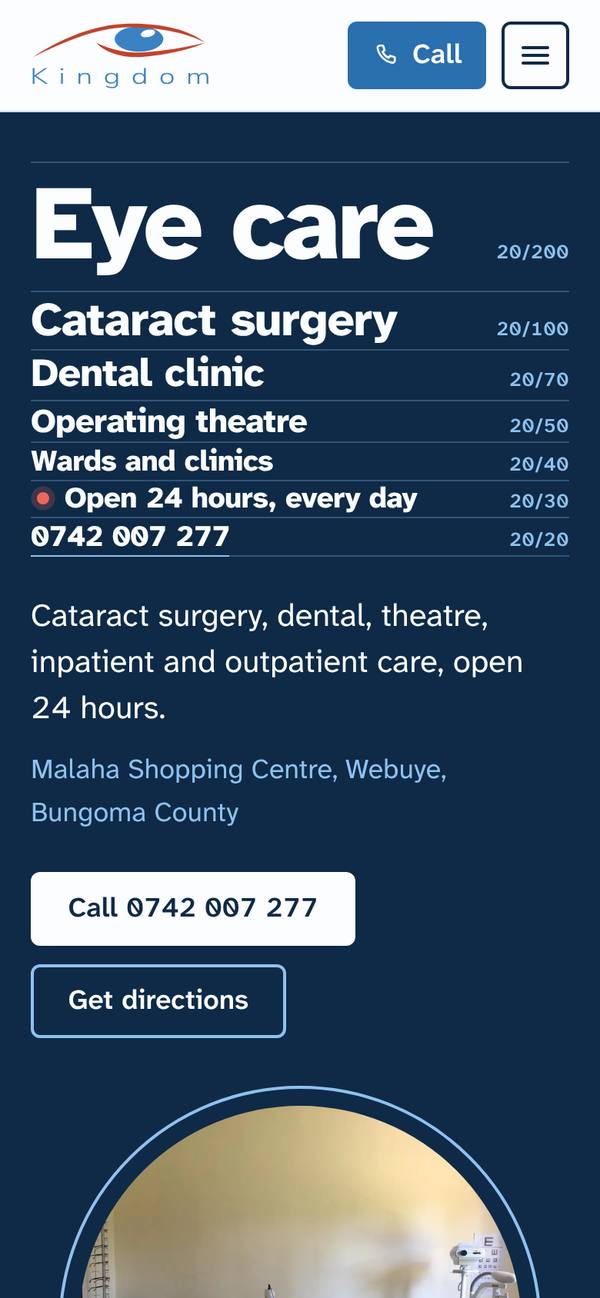 Kingdom
Call
Eye care 20/200
Cataract surgery 20/100
Dental clinic 20/70
Operating theatre 20/50
Wards and clinics 20/40
Open 24 hours, every day 20/30
0742 007 277 20/20
Cataract surgery, dental, theatre,
inpatient and outpatient care, open
24 hours.
Malaha Shopping Centre, Webuye,
Bungoma County
Call 0742 007 277
Get directions
E